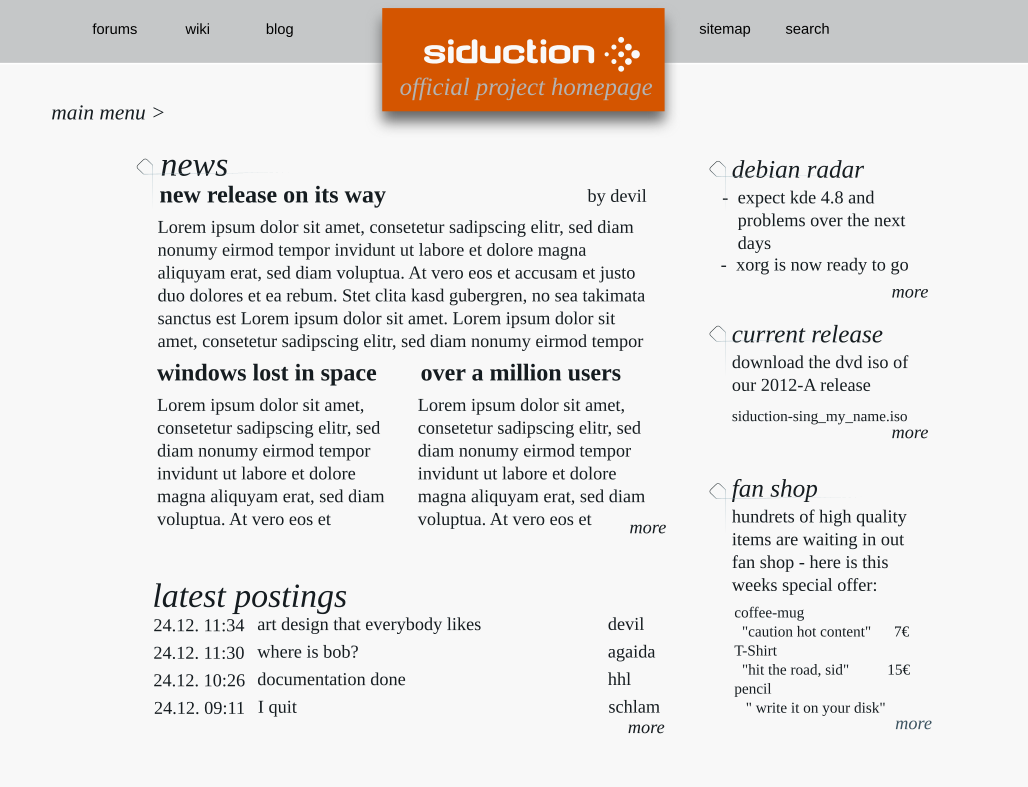 forums wiki blog
siduction
official project homepage
sitemap search
main menu >
news
new release on its way by devil
Lorem ipsum dolor sit amet, consetetur sadipscing elitr, sed diam
nonumy eirmod tempor invidunt ut labore et dolore magna
aliquyam erat, sed diam voluptua. At vero eos et accusam et justo
duo dolores et ea rebum. Stet clita kasd gubergren, no sea takimata
sanctus est Lorem ipsum dolor sit amet. Lorem ipsum dolor sit
amet, consetetur sadipscing elitr, sed diam nonumy eirmod tempor
windows lost in space
Lorem ipsum dolor sit amet,
consetetur sadipscing elitr, sed
diam nonumy eirmod tempor
invidunt ut labore et dolore
magna aliquyam erat, sed diam
voluptua. At vero eos et
over a million users
Lorem ipsum dolor sit amet,
consetetur sadipscing elitr, sed
diam nonumy eirmod tempor
invidunt ut labore et dolore
magna aliquyam erat, sed diam
voluptua. At vero eos et
more
latest postings
24.12. 11:34 art design that everybody likes devil
24.12. 11:30 where is bob? agaida
24.12. 10:26 documentation done hhl
24.12. 09:11 I quit schlam
more
debian radar
- expect kde 4.8 and
problems over the next
days
- xorg is now ready to go
more
current release
download the dvd iso of
our 2012-A release
siduction-sing_my_name.iso
more
fan shop
hundrets of high quality
items are waiting in out
fan shop - here is this
weeks special offer:
coffee-mug
"caution hot content" 7€
T-Shirt
"hit the road, sid" 15€
pencil
" write it on your disk"
more